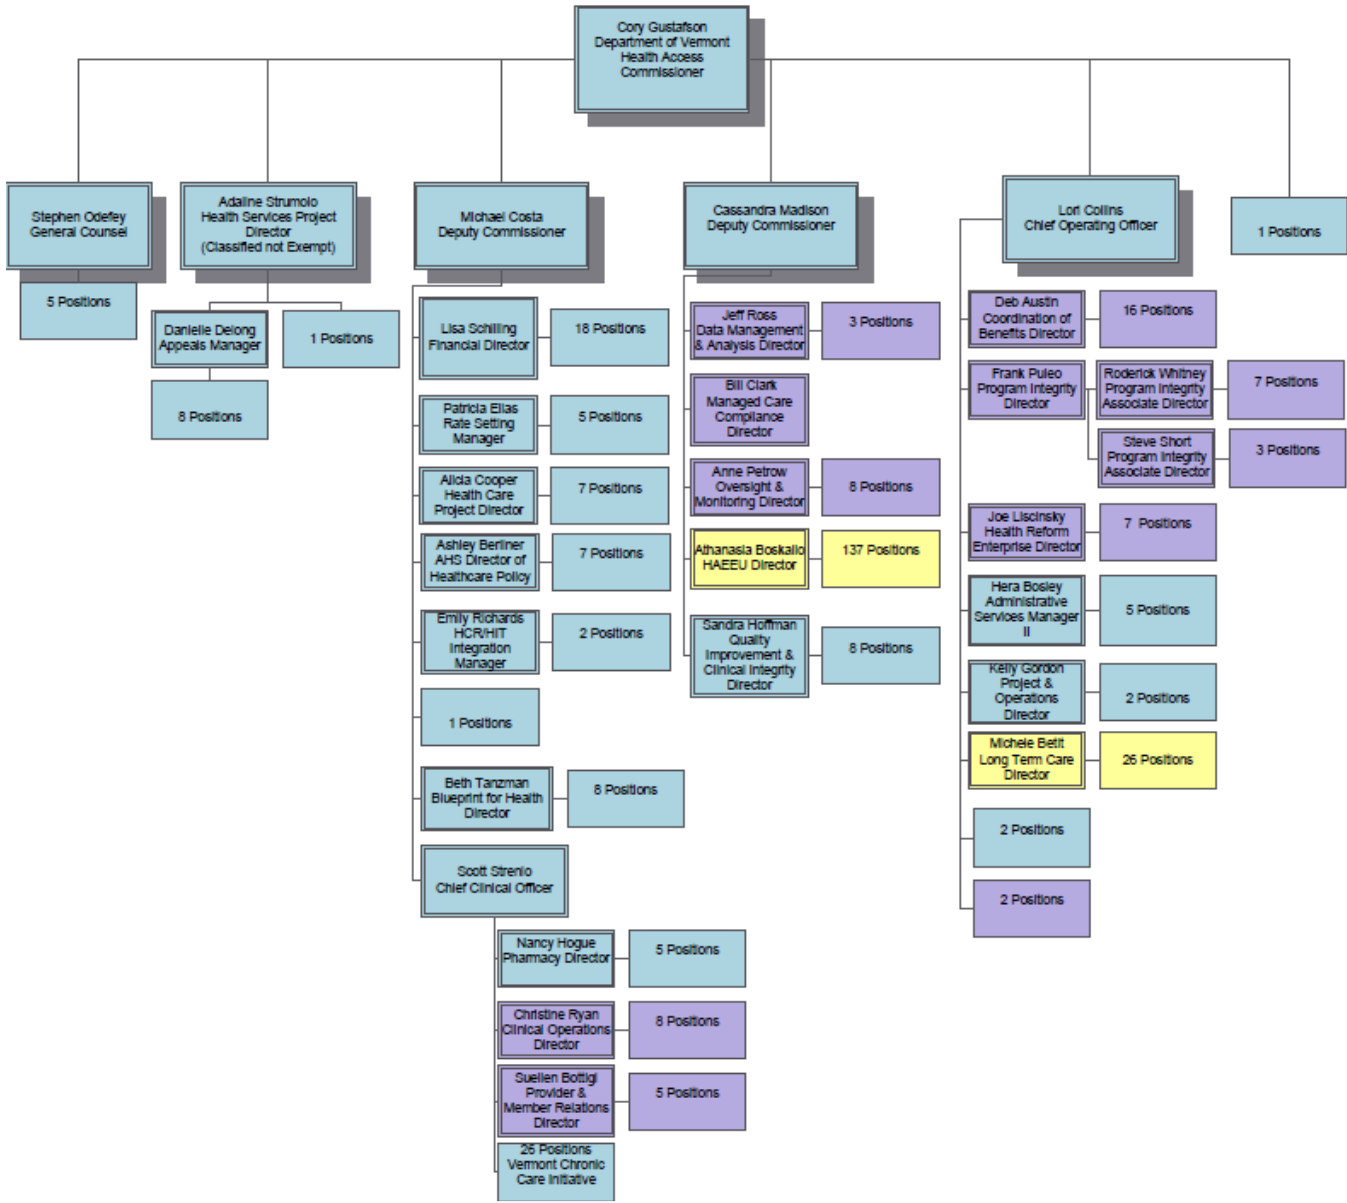 Cory Gustafson
Department of Vermont
Health Access
Commissioner
Stephen Odefey
General Counsel
5 Positions
Adaline Strumolo
Health Services Project
Director
(Classified not Exempt)
Danielle Delong
Appeals Manager
8 Positions
1 Positions
Michael Costa
Deputy Commissioner
Lisa Schilling
Financial Director
18 Positions
Patricia Elias
Rate Setting
Manager
5 Positions
Alicia Cooper
Health Care
Project Director
7 Positions
Ashley Berliner
AHS Director of
Healthcare Policy
7 Positions
Emily Richards
HCR/HIT
Integration
Manager
2 Positions
1 Positions
Beth Tanzman
Blueprint for Health
Director
8 Positions
Scott Strenio
Chief Clinical Officer
Nancy Hogue
Pharmacy Director
5 Positions
Christine Ryan
Clinical Operations
Director
8 Positions
Suellen Bottigi
Provider &
Member Relations
Director
5 Positions
26 Positions
Vermont Chronic
Care Initiative
Cassandra Madison
Deputy Commissioner
Jeff Ross
Data Management
& Analysis Director
3 Positions
Bill Clark
Managed Care
Compliance
Director
Anne Petrow
Oversight &
Monitoring Director
8 Positions
Athanasia Boskailo
HAEEU Director
137 Positions
Sandra Hoffman
Quality
Improvement &
Clinical Integrity
Director
8 Positions
Lori Collins
Chief Operating Officer
Deb Austin
Coordination of
Benefits Director
16 Positions
Frank Puleo
Program Integrity
Director
Roderick Whitney
Program Integrity
Associate Director
7 Positions
Steve Short
Program Integrity
Associate Director
3 Positions
Joe Liscinsky
Health Reform
Enterprise Director
7 Positions
Hera Bosley
Administrative
Services Manager
II
5 Positions
Kelly Gordon
Project &
Operations
Director
2 Positions
Michele Betit
Long Term Care
Director
26 Positions
2 Positions
2 Positions
1 Positions